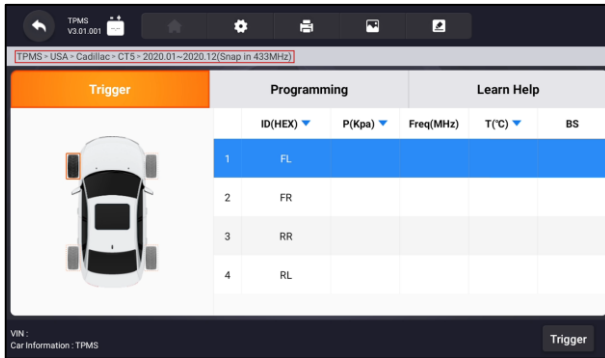 TPMS
V3.01.001
TPMS > USA > Cadillac > CT5 > 2020.01~2020.12(Snap in 433MHz)
Trigger Programming Learn Help
ID(HEX) P(Kpa) Freq(MHz) T(℃) BS
1 FL
2 FR
3 RR
4 RL
VIN :
Car Information : TPMS
Trigger